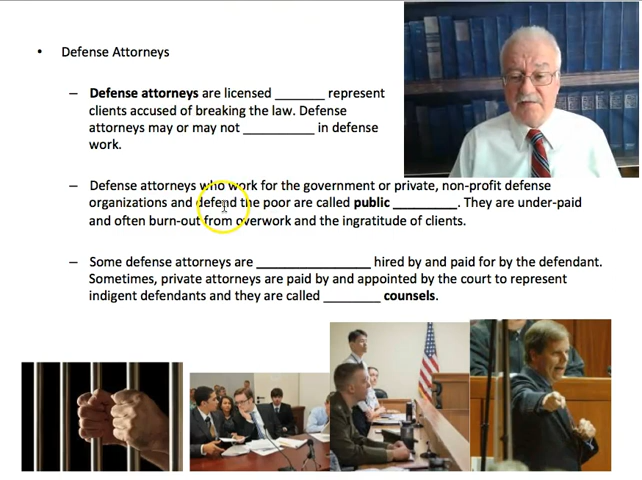 • Defense Attorneys
– Defense attorneys are licensed _______ represent
clients accused of breaking the law. Defense
attorneys may or may not __________ in defense
work.
– Defense attorneys who work for the government or private, non-profit defense
organizations and defend the poor are called public _________. They are under-paid
and often burn-out from overwork and the ingratitude of clients.
– Some defense attorneys are ________________ hired by and paid for by the defendant.
Sometimes, private attorneys are paid by and appointed by the court to represent
indigent defendants and they are called ________ counsels.